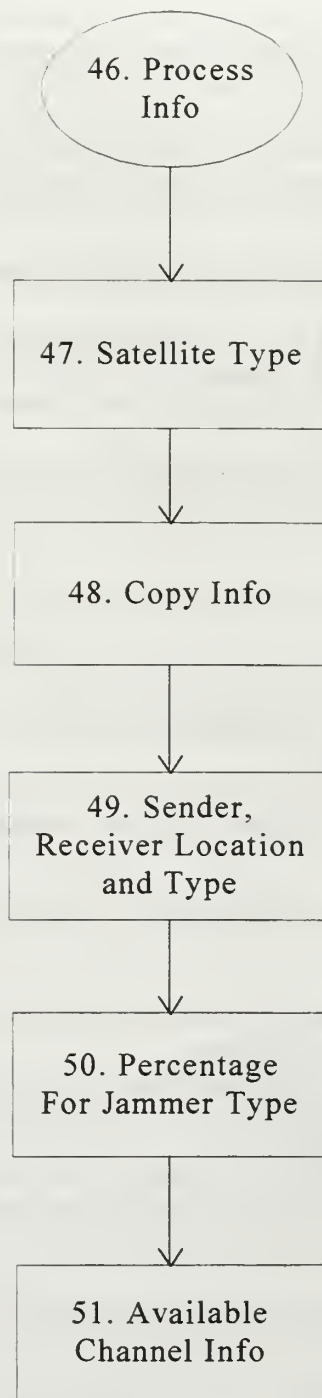 46. Process
Info
47. Satellite Type
48. Copy Info
49. Sender,
Receiver Location
and Type
50. Percentage
For Jammer Type
51. Available
Channel Info